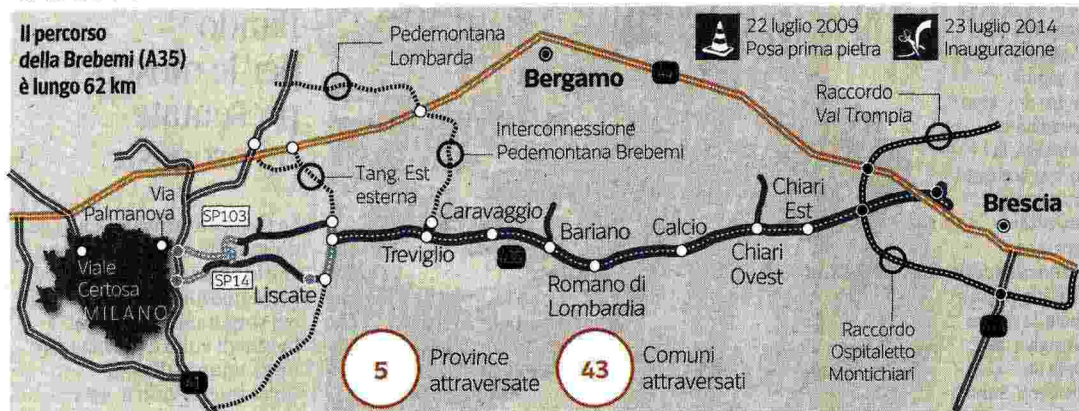 Il percorso
della Brebemi (A35)
è lungo 62 km
Pedemontana
Lombarda
Bergamo
22 luglio 2009
Posa prima pietra
23 luglio 2014
Inaugurazione
Raccordo
Val Trompia
Interconnessione
Pedemontana Brebemi
Tang. Est
esterna
Via
Palmanova
SP103
Caravaggio
Chiari
Est
Brescia
Bariano
Calcio
Treviglio
Chiari
Ovest
Viale
Certosa
MILANO
SP14
Liscate
Romano di
Lombardia
5
Province
attraversate
43
Comuni
attraversati
Raccordo
Ospitaletto
Montichiari